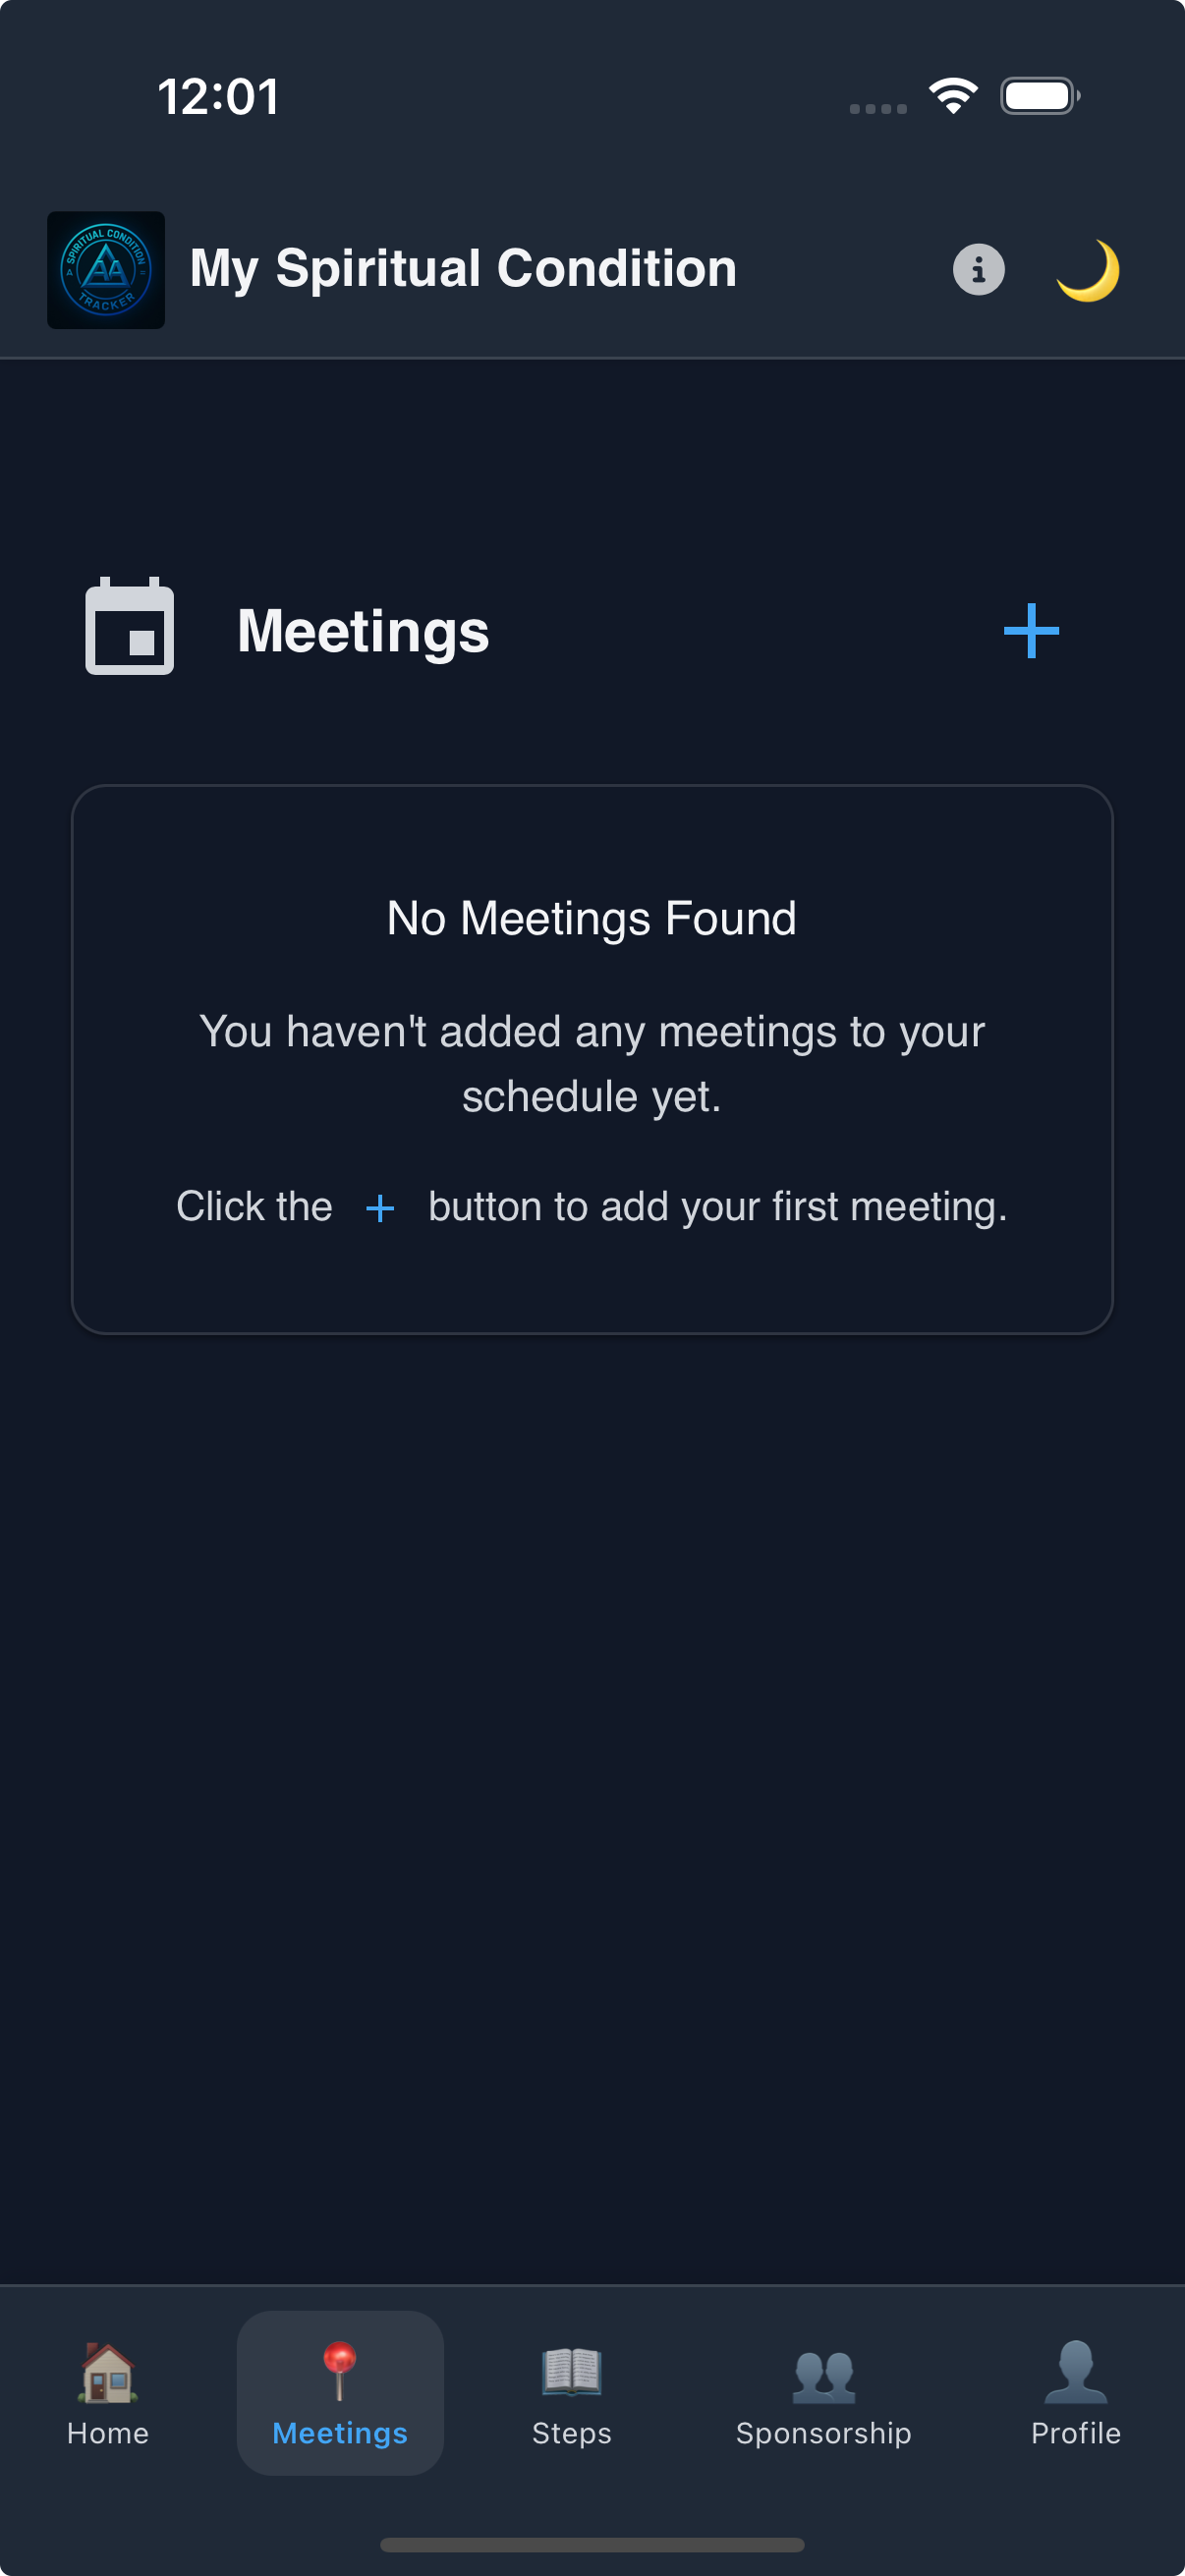 12:01
SPIRITUAL CONDITION
AA
TRACKER
My Spiritual Condition
Meetings
No Meetings Found
You haven't added any meetings to your
schedule yet.
Click the + button to add your first meeting.
Home
Meetings
Steps
Sponsorship
Profile